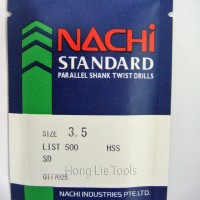 NACHi
STANDARD
PARALLEL SHANK TWIST DRILLS
SIZE 3.5
LIST 500 HSS
SD
Hong Lie Tools
NACHI INDUSTRIES PTE.LTD.